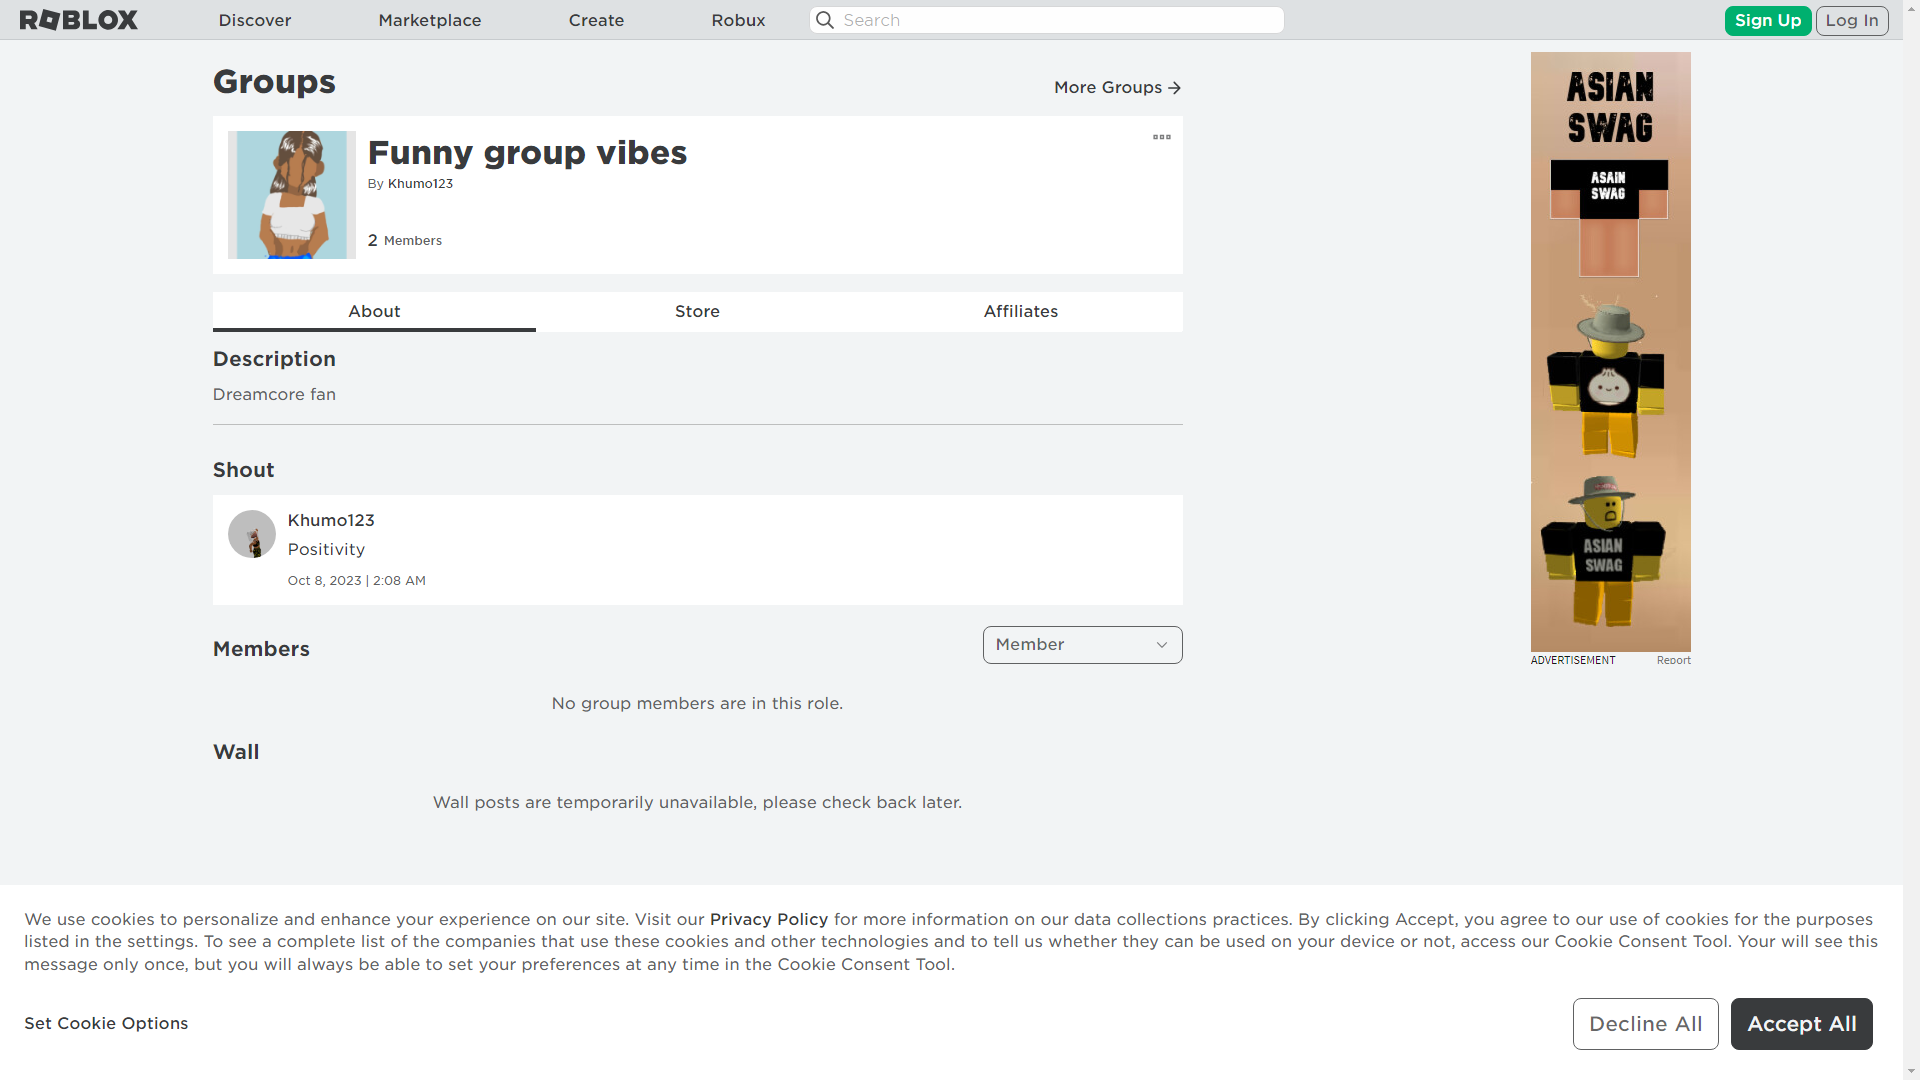 ROBLOX
Discover
Marketplace
Create
Robux
Search
Sign Up
Log In
Groups
More Groups
Funny group vibes
By Khumo123
2 Members
About
Store
Affiliates
Description
Dreamcore fan
Shout
Khumo123
Positivity
Oct 8, 2023 | 2:08 AM
Members
Member
No group members are in this role.
Wall
Wall posts are temporarily unavailable, please check back later.
ASIAN
SWAG
ASAIN
SWAG
ASIAN
SWAG
ADVERTISEMENT
Report
We use cookies to personalize and enhance your experience on our site. Visit our Privacy Policy for more information on our data collections practices. By clicking Accept, you agree to our use of cookies for the purposes
listed in the settings. To see a complete list of the companies that use these cookies and other technologies and to tell us whether they can be used on your device or not, access our Cookie Consent Tool. Your will see this
message only once, but you will always be able to set your preferences at any time in the Cookie Consent Tool.
Set Cookie Options
Decline All
Accept All